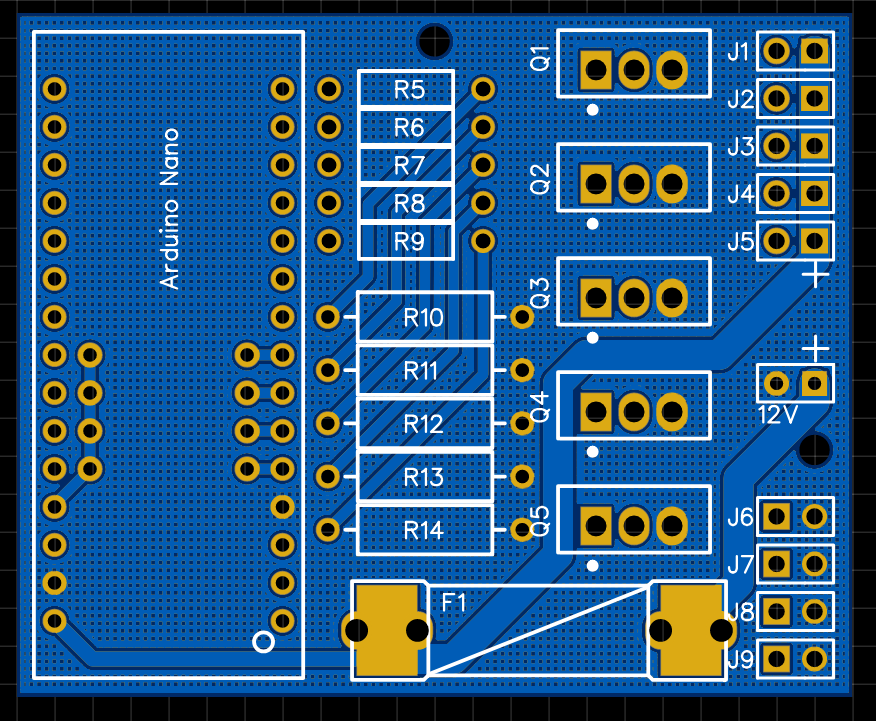 Arduino Nano
R5
R6
R7
R8
R9
R10
R11
R12
R13
R14
F1
Q1
Q2
Q3
Q4
Q5
J1
J2
J3
J4
J5
+
+
12V
J6
J7
J8
J9